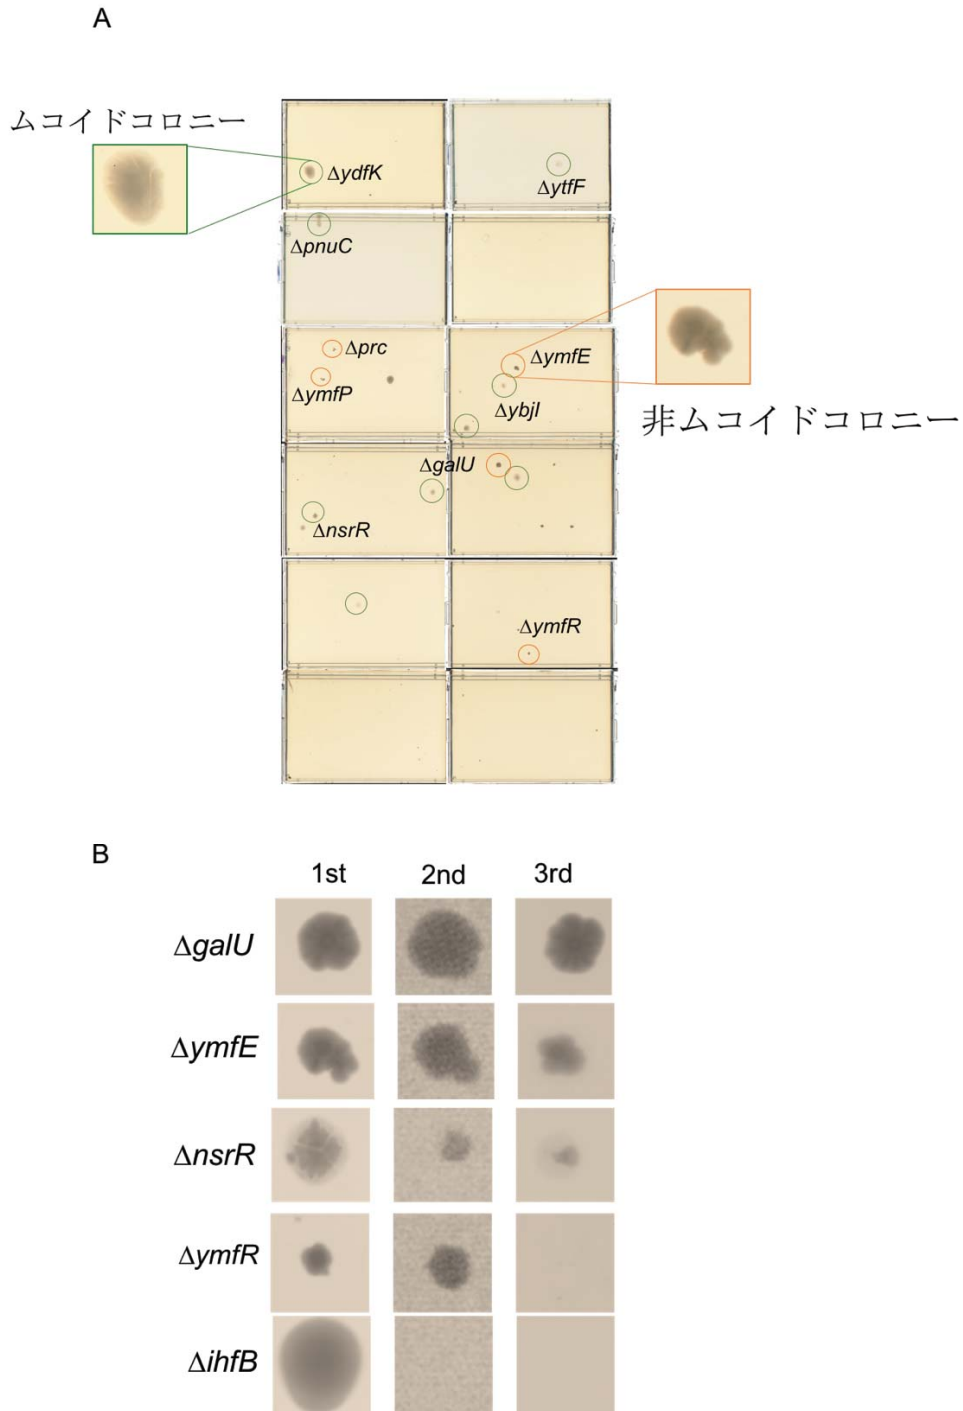 A
ムコイドコロニー
ΔydfK
ΔytfF
ΔpnuC
Δprc
ΔymfE
ΔymfP
ΔybjI
非ムコイドコロニー
ΔgalU
ΔnsrR
ΔymfR
B
1st 2nd 3rd
ΔgalU
ΔymfE
ΔnsrR
ΔymfR
ΔihfB